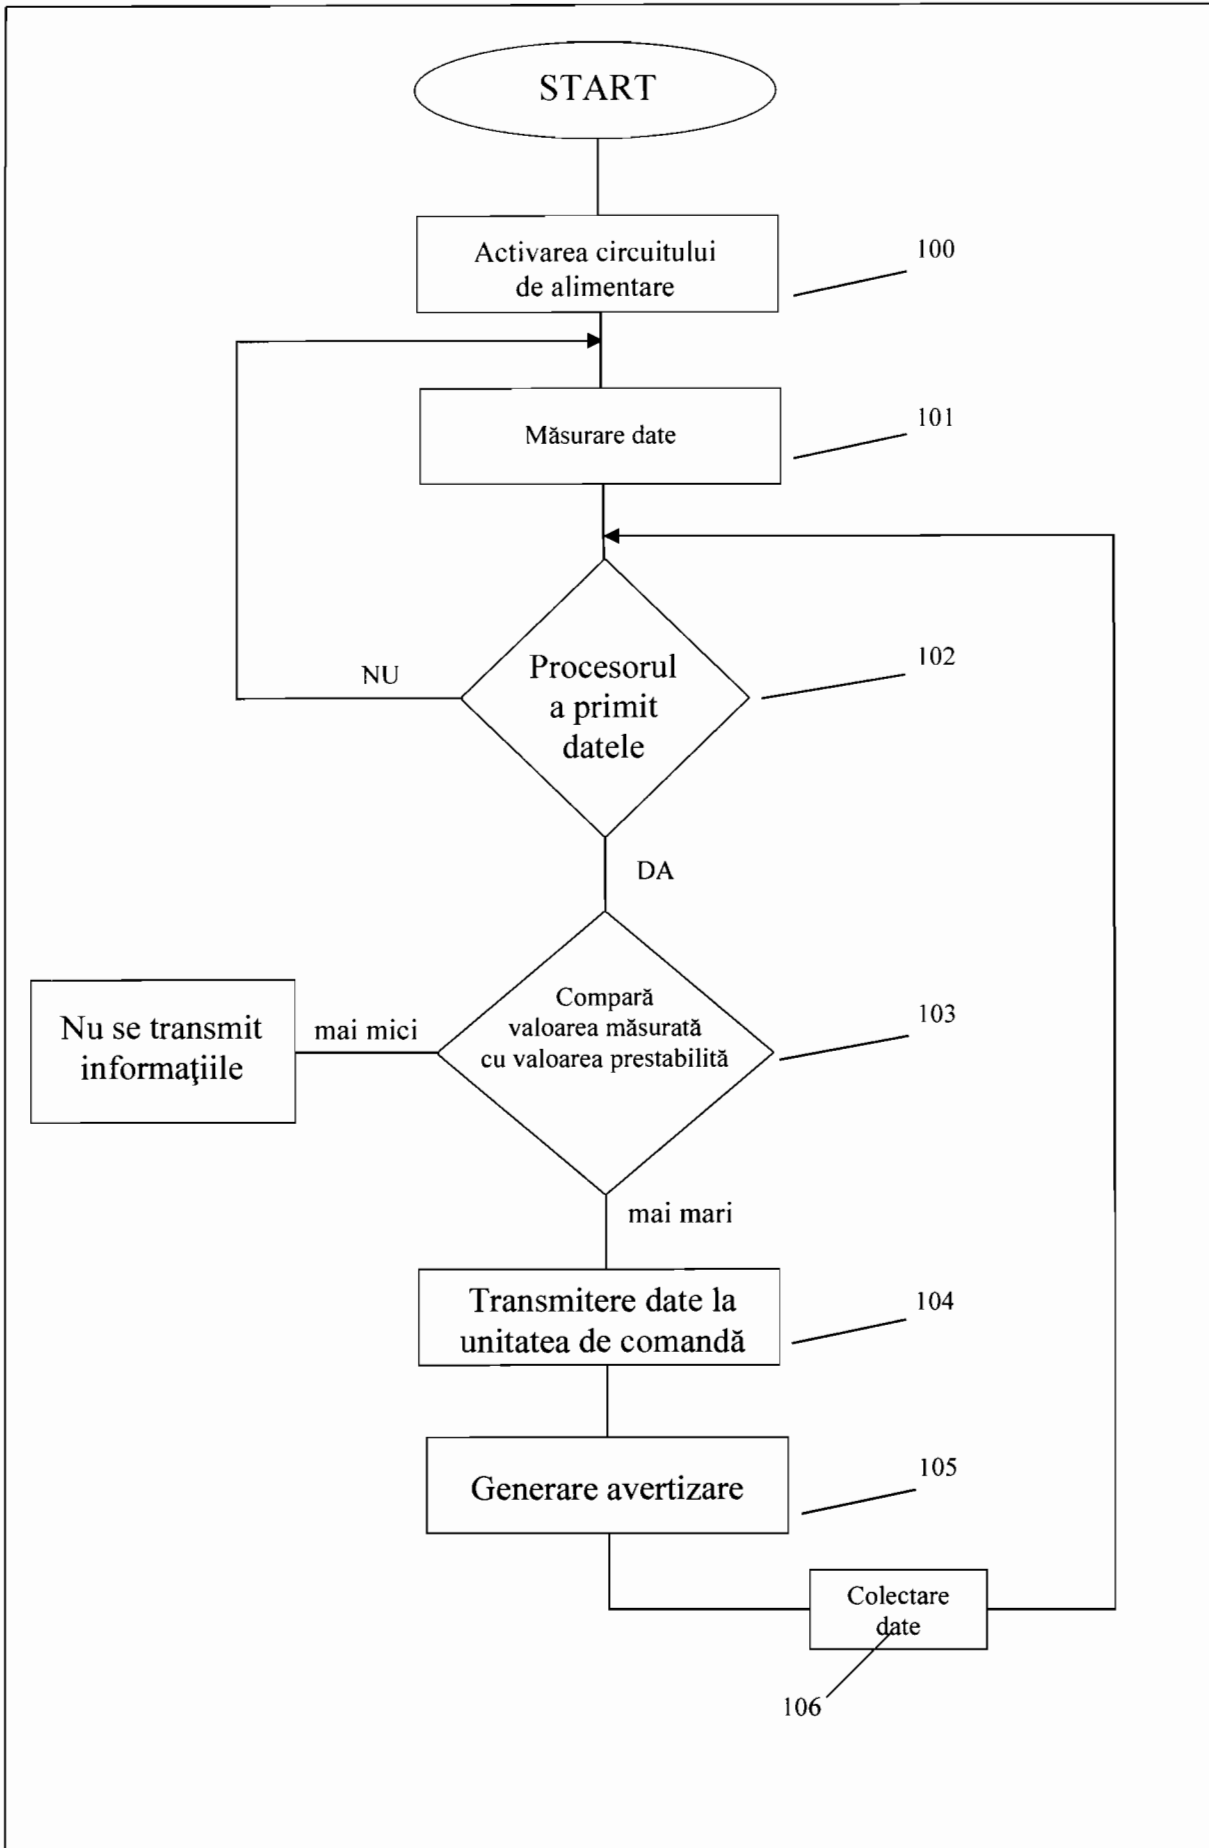 START
Activarea circuitului
de alimentare
100
Măsurare date
101
NU
Procesorul
a primit
datele
102
DA
Compară
valoarea măsurată
cu valoarea prestabilită
103
mai mici
Nu se transmit
informaţiile
mai mari
Transmitere date la
unitatea de comandă
104
Generare avertizare
105
Colectare
date
106